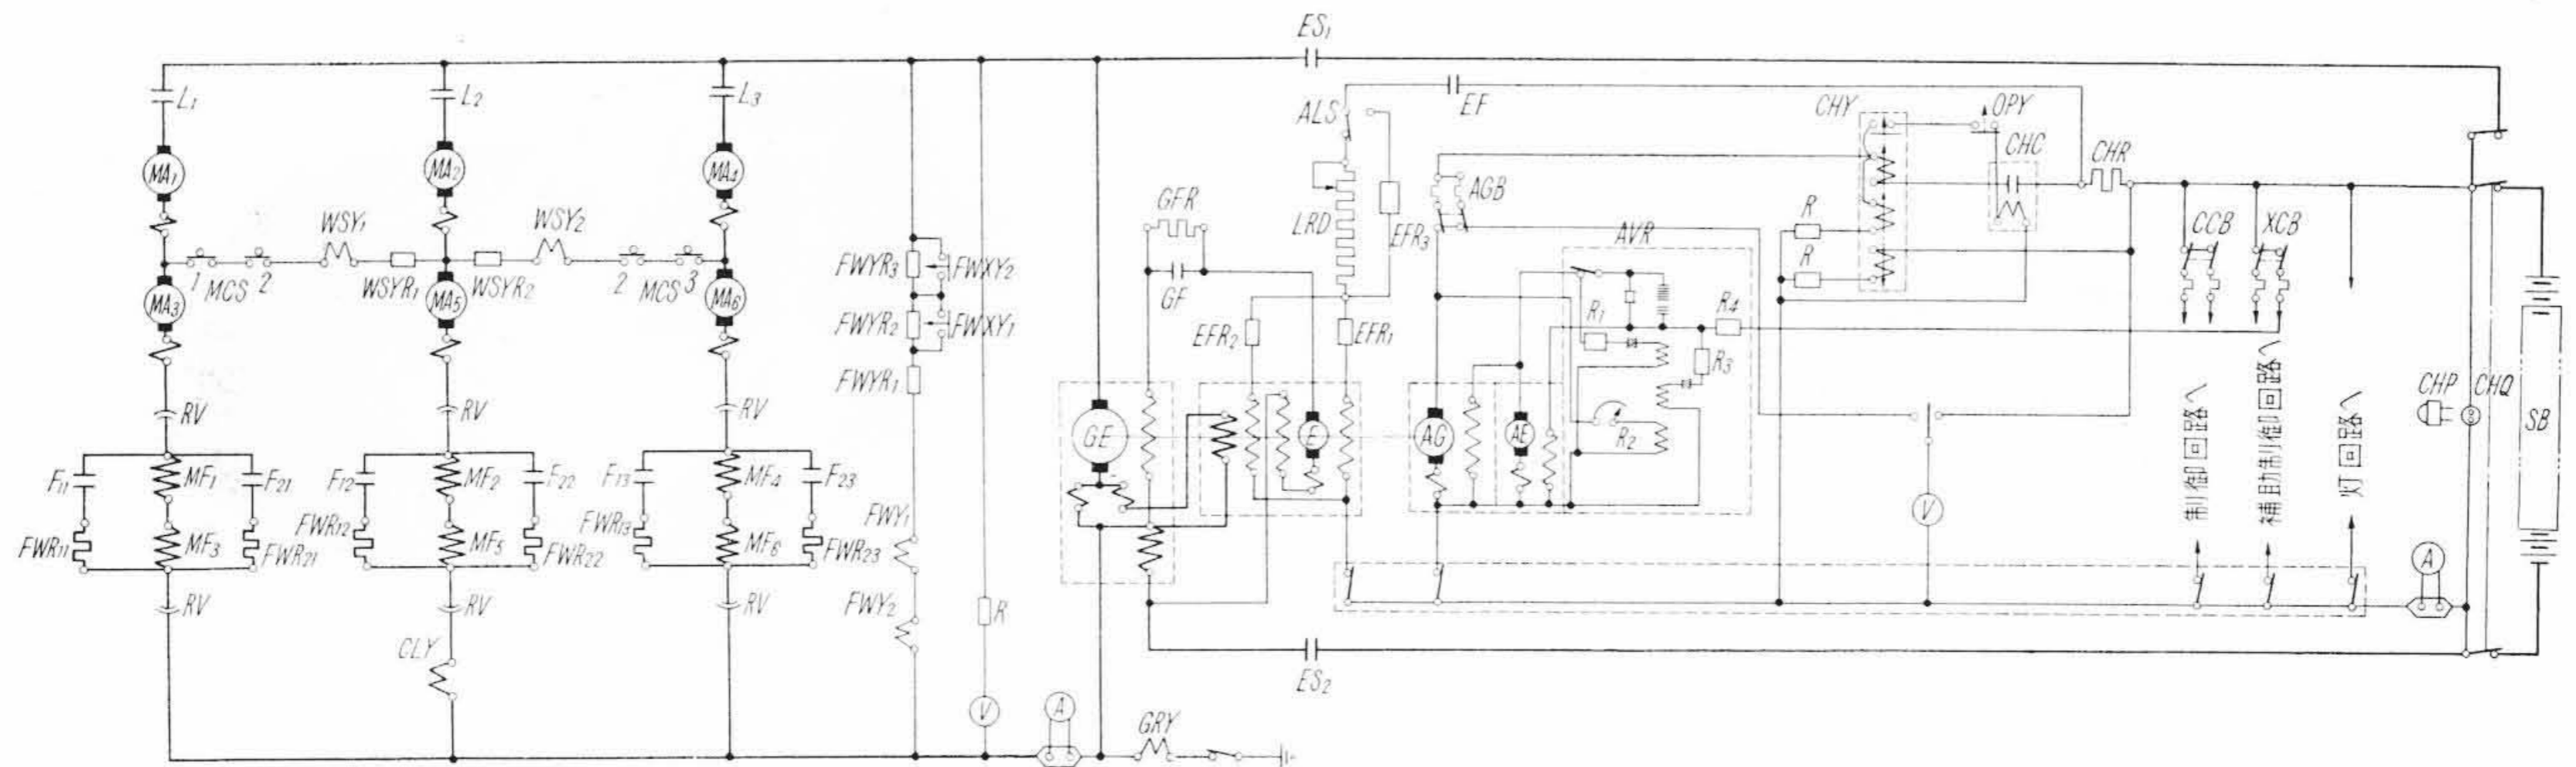 ES₁
L₁
L₂
L₃
MA₁
MA₂
MA₄
WSY₁
WSY₂
1 MCS 2
WSYR₁
WSYR₂
2 MCS 3
MA₃
MA₅
MA₆
RV
RV
RV
F₁₁
MF₁
F₂₁
F₁₂
MF₂
F₂₂
F₁₃
MF₄
F₂₃
FWR₁₁
MF₃
FWR₂₁
FWR₁₂
MF₅
FWR₂₂
FWR₁₃
MF₆
FWR₂₃
RV
RV
RV
CLY
FWYR₃
FWXY₂
FWYR₂
FWXY₁
FWYR₁
FWY₁
FWY₂
R
V
A
GRY
GFR
GF
GE
EFR₂
E
EFR₁
ALS
EF
LRD
EFR₃
AGB
AG
AE
AVR
R₁
R₂
R₃
R₄
CHY
OPY
CHC
CHR
R
R
CCB
XCB
制御回路へ
補助制御回路へ
灯回路へ
V
A
CHP
CHQ
SB
ES₂